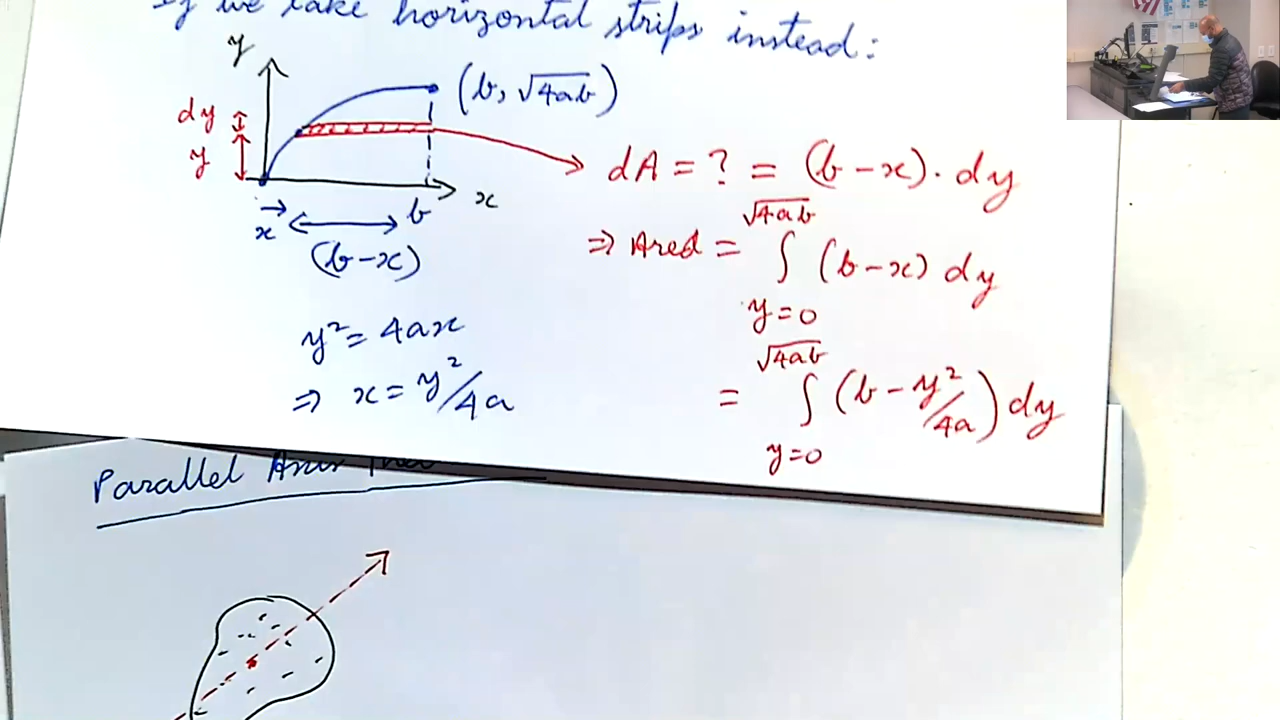 If we take horizontal strips instead:
y
(b, √4ab)
dy
y
x
b
x
(b-x)
dA = ? = (b-x). dy
⇒ Area = ∫ (b-x) dy
√4ab
y=0
y² = 4ax
⇒ x = y²/4a
= ∫ (b - y²/4a) dy
√4ab
y=0
Parallel Axis